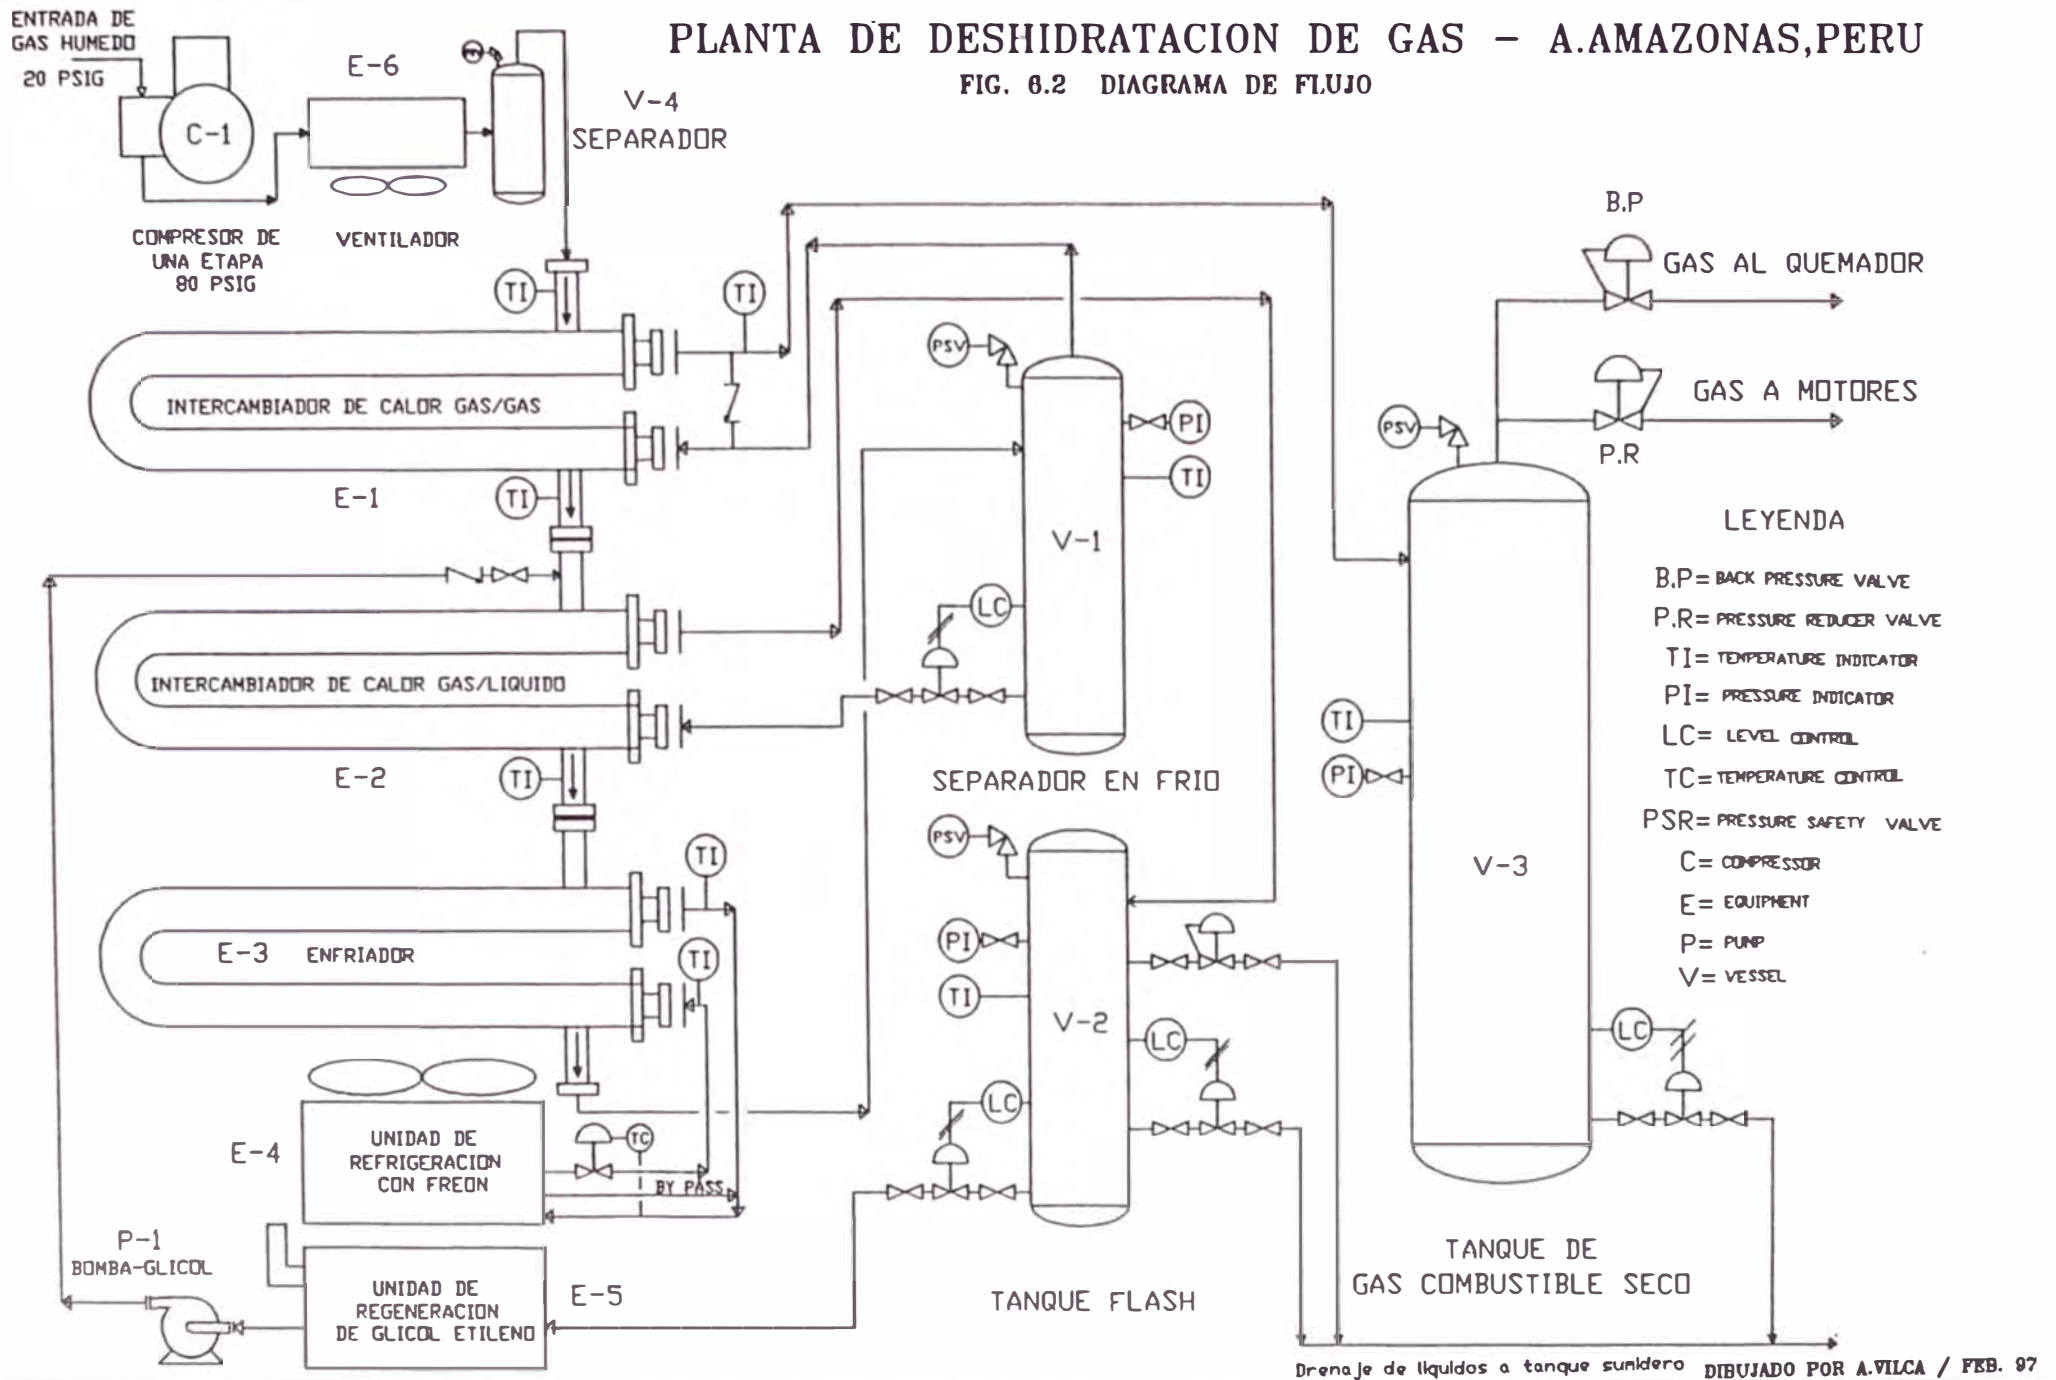 PLANTA DE DESHIDRATACION DE GAS - A.AMAZONAS,PERU
FIG. 6.2 DIAGRAMA DE FLUJO
ENTRADA DE
GAS HUMEDO
20 PSIG
C-1
E-6
V-4
SEPARADOR
COMPRESOR DE
UNA ETAPA
80 PSIG
VENTILADOR
TI
TI
INTERCAMBIADOR DE CALOR GAS/GAS
E-1
TI
INTERCAMBIADOR DE CALOR GAS/LIQUIDO
E-2
TI
TI
E-3 ENFRIADOR
TI
E-4
UNIDAD DE
REFRIGERACION
CON FREON
TC
BY PASS
P-1
BOMBA-GLICOL
UNIDAD DE
REGENERACION
DE GLICOL ETILENO
E-5
PSV
PI
TI
V-1
LC
SEPARADOR EN FRIO
PSV
PI
TI
V-2
LC
LC
TANQUE FLASH
B.P
GAS AL QUEMADOR
GAS A MOTORES
P.R
PSV
TI
PI
V-3
LC
TANQUE DE
GAS COMBUSTIBLE SECO
LEYENDA
B.P= BACK PRESSURE VALVE
P.R= PRESSURE REDUCER VALVE
TI= TEMPERATURE INDICATOR
PI= PRESSURE INDICATOR
LC= LEVEL CONTROL
TC= TEMPERATURE CONTROL
PSR= PRESSURE SAFETY VALVE
C= COMPRESSOR
E= EQUIPMENT
P= PUMP
V= VESSEL
Drenaje de liquidos a tanque sumidero
DIBUJADO POR A.VILCA / FEB. 97